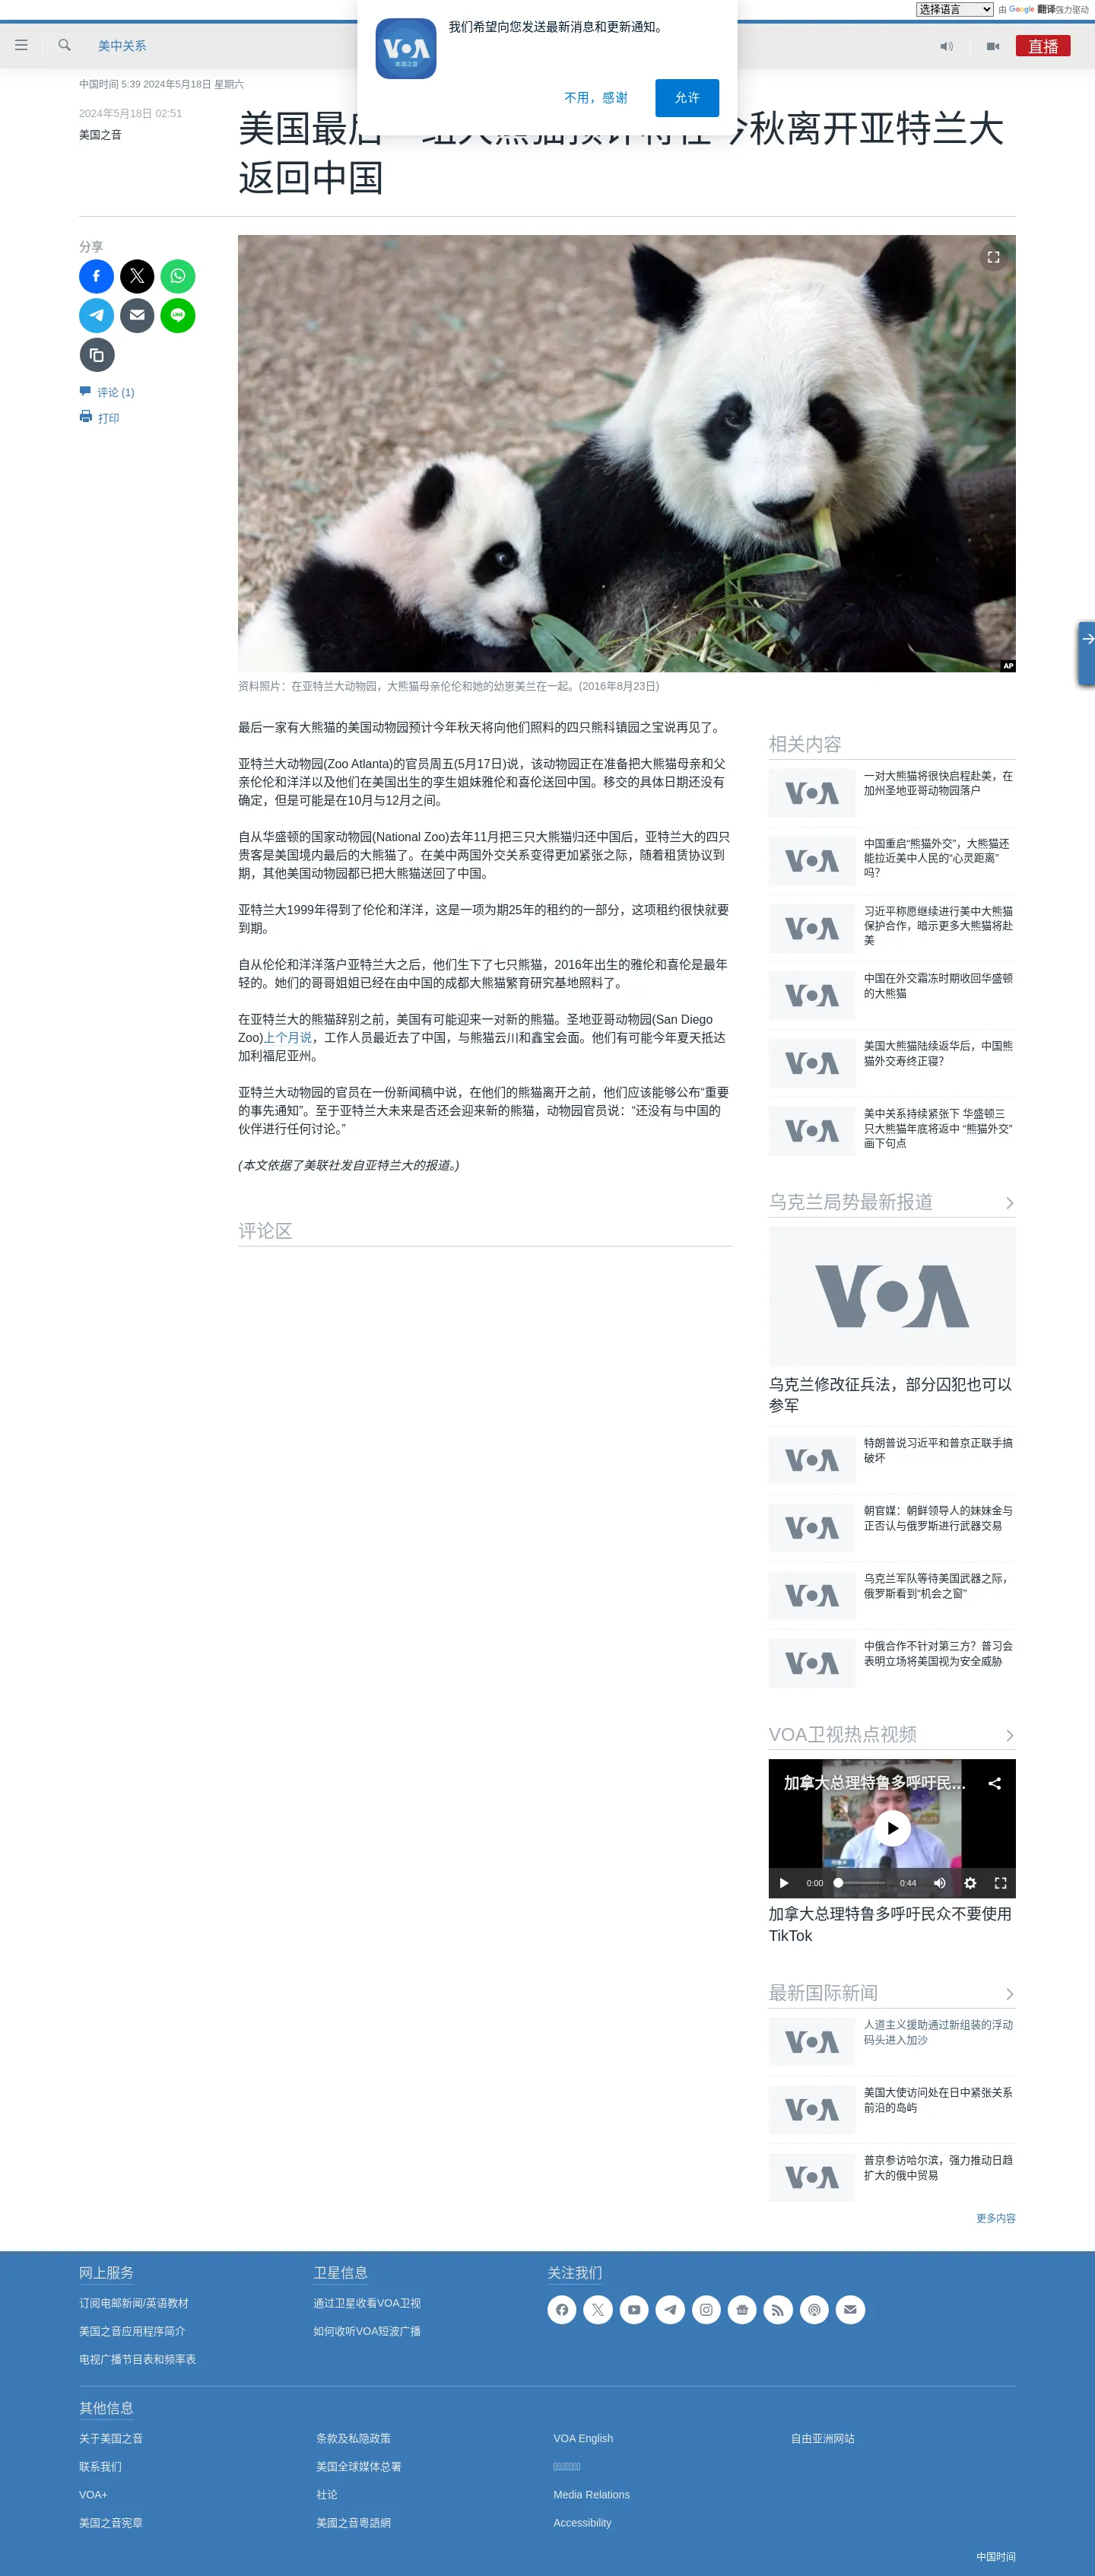 选择语言
由 Google 翻译强力驱动
我们希望向您发送最新消息和更新通知。
VOA
美国之音
不用，感谢
允许
美中关系
直播
中国时间 5:39 2024年5月18日 星期六
2024年5月18日 02:51
美国之音
美国最后一组大熊猫预计将在今秋离开亚特兰大
返回中国
分享
评论 (1)
打印
AP
资料照片：在亚特兰大动物园，大熊猫母亲伦伦和她的幼崽美兰在一起。(2016年8月23日)
最后一家有大熊猫的美国动物园预计今年秋天将向他们照料的四只熊科镇园之宝说再见了。
亚特兰大动物园(Zoo Atlanta)的官员周五(5月17日)说，该动物园正在准备把大熊猫母亲和父
亲伦伦和洋洋以及他们在美国出生的孪生姐妹雅伦和喜伦送回中国。移交的具体日期还没有
确定，但是可能是在10月与12月之间。
自从华盛顿的国家动物园(National Zoo)去年11月把三只大熊猫归还中国后，亚特兰大的四只
贵客是美国境内最后的大熊猫了。在美中两国外交关系变得更加紧张之际，随着租赁协议到
期，其他美国动物园都已把大熊猫送回了中国。
亚特兰大1999年得到了伦伦和洋洋，这是一项为期25年的租约的一部分，这项租约很快就要
到期。
自从伦伦和洋洋落户亚特兰大之后，他们生下了七只熊猫，2016年出生的雅伦和喜伦是最年
轻的。她们的哥哥姐姐已经在由中国的成都大熊猫繁育研究基地照料了。
在亚特兰大的熊猫辞别之前，美国有可能迎来一对新的熊猫。圣地亚哥动物园(San Diego
Zoo)上个月说，工作人员最近去了中国，与熊猫云川和鑫宝会面。他们有可能今年夏天抵达
加利福尼亚州。
亚特兰大动物园的官员在一份新闻稿中说，在他们的熊猫离开之前，他们应该能够公布“重要
的事先通知”。至于亚特兰大未来是否还会迎来新的熊猫，动物园官员说：“还没有与中国的
伙伴进行任何讨论。”
(本文依据了美联社发自亚特兰大的报道。)
评论区
相关内容
VOA
一对大熊猫将很快启程赴美，在
加州圣地亚哥动物园落户
VOA
中国重启“熊猫外交”，大熊猫还
能拉近美中人民的“心灵距离”
吗？
VOA
习近平称愿继续进行美中大熊猫
保护合作，暗示更多大熊猫将赴
美
VOA
中国在外交霜冻时期收回华盛顿
的大熊猫
VOA
美国大熊猫陆续返华后，中国熊
猫外交寿终正寝？
VOA
美中关系持续紧张下 华盛顿三
只大熊猫年底将返中 “熊猫外交”
画下句点
乌克兰局势最新报道
VOA
乌克兰修改征兵法，部分囚犯也可以
参军
VOA
特朗普说习近平和普京正联手搞
破坏
VOA
朝官媒：朝鲜领导人的妹妹金与
正否认与俄罗斯进行武器交易
VOA
乌克兰军队等待美国武器之际，
俄罗斯看到“机会之窗”
VOA
中俄合作不针对第三方？普习会
表明立场将美国视为安全威胁
VOA卫视热点视频
加拿大总理特鲁多呼吁民…
0:00
0:44
加拿大总理特鲁多呼吁民众不要使用
TikTok
最新国际新闻
VOA
人道主义援助通过新组装的浮动
码头进入加沙
VOA
美国大使访问处在日中紧张关系
前沿的岛屿
VOA
普京参访哈尔滨，强力推动日趋
扩大的俄中贸易
更多内容
网上服务
订阅电邮新闻/英语教材
美国之音应用程序简介
电视广播节目表和频率表
卫星信息
通过卫星收看VOA卫视
如何收听VOA短波广播
关注我们
其他信息
关于美国之音
联系我们
VOA+
美国之音宪章
条款及私隐政策
美国全球媒体总署
社论
美國之音粵語網
VOA English
Media Relations
Accessibility
自由亚洲网站
中国时间